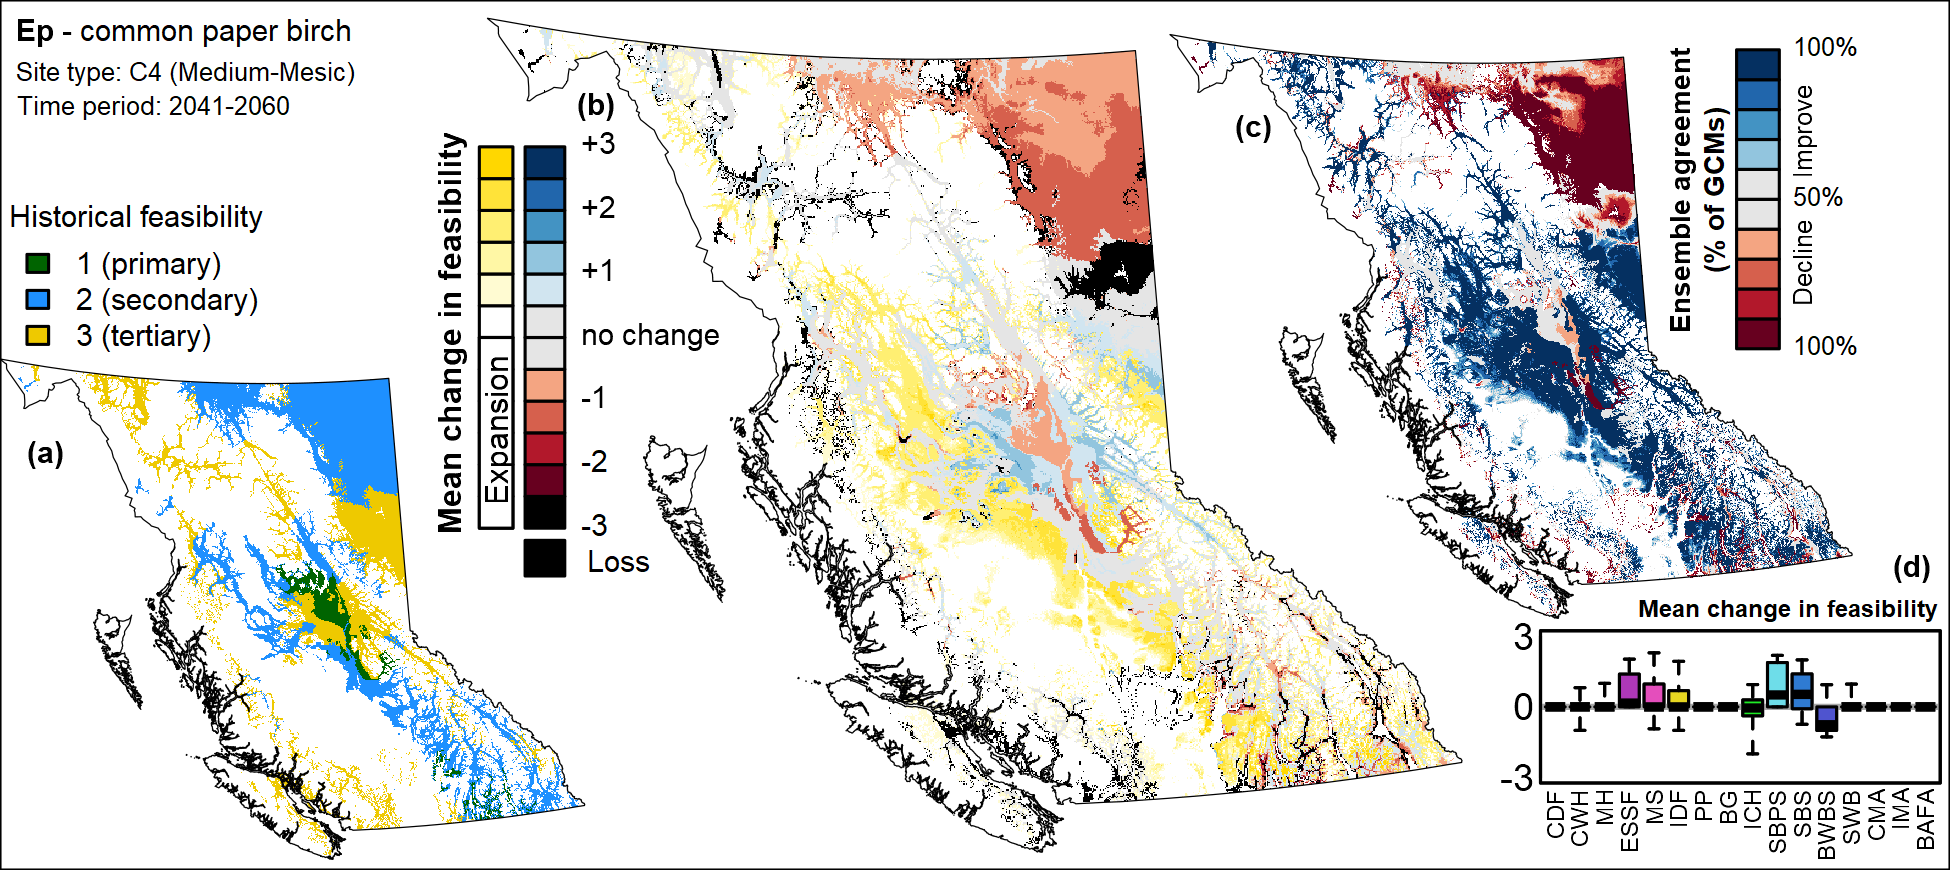 Ep - common paper birch
Site type: C4 (Medium-Mesic)
Time period: 2041-2060
Historical feasibility
1 (primary)
2 (secondary)
3 (tertiary)
(a)
(b)
Mean change in feasibility
Expansion
+3
+2
+1
no change
-1
-2
-3
Loss
(c)
Ensemble agreement
(% of GCMs)
100%
Improve
50%
Decline
100%
(d)
Mean change in feasibility
3
0
-3
CDF
CWH
MH
ESSF
MS
IDF
PP
BG
ICH
SBPS
SBS
BWBS
SWB
CMA
IMA
BAFA